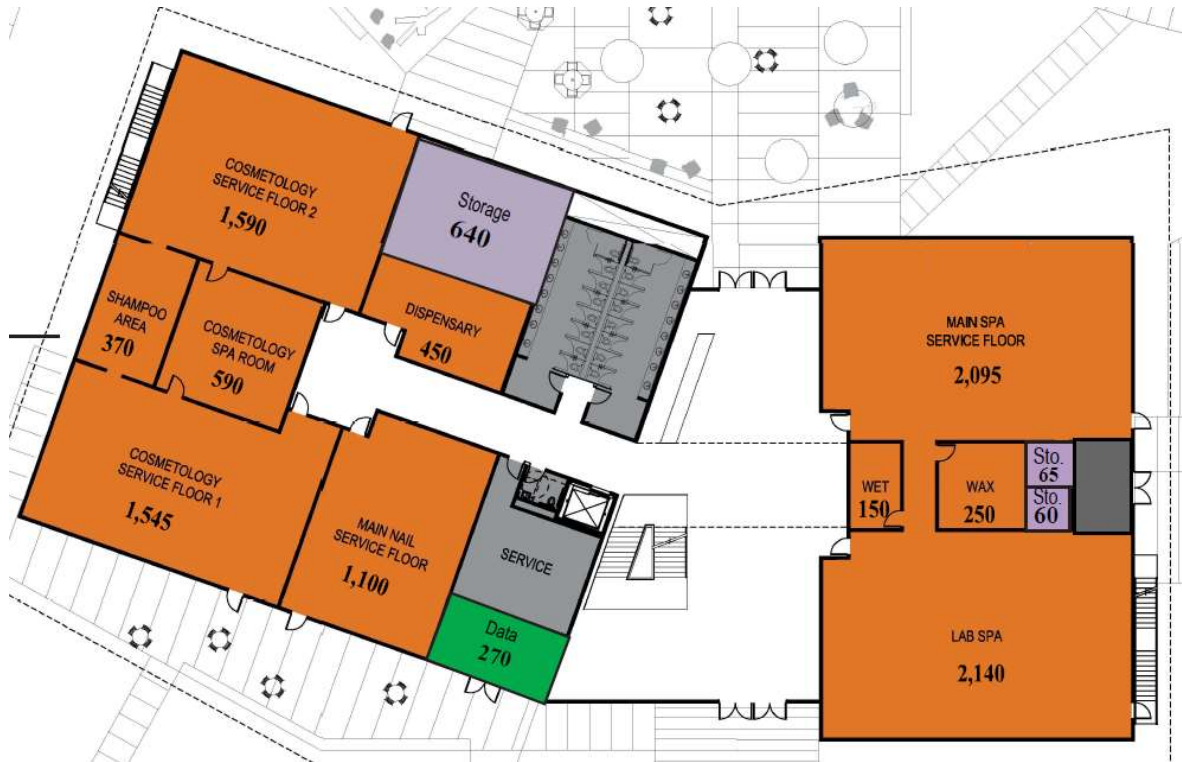 COSMETOLOGY
SERVICE FLOOR 2
1,590
Storage
640
SHAMPOO
AREA
370
COSMETOLOGY
SPA ROOM
590
DISPENSARY
450
MAIN SPA
SERVICE FLOOR
2,095
COSMETOLOGY
SERVICE FLOOR 1
1,545
MAIN NAIL
SERVICE FLOOR
1,100
SERVICE
Data
270
WET
150
WAX
250
Sto.
65
Sto.
60
LAB SPA
2,140